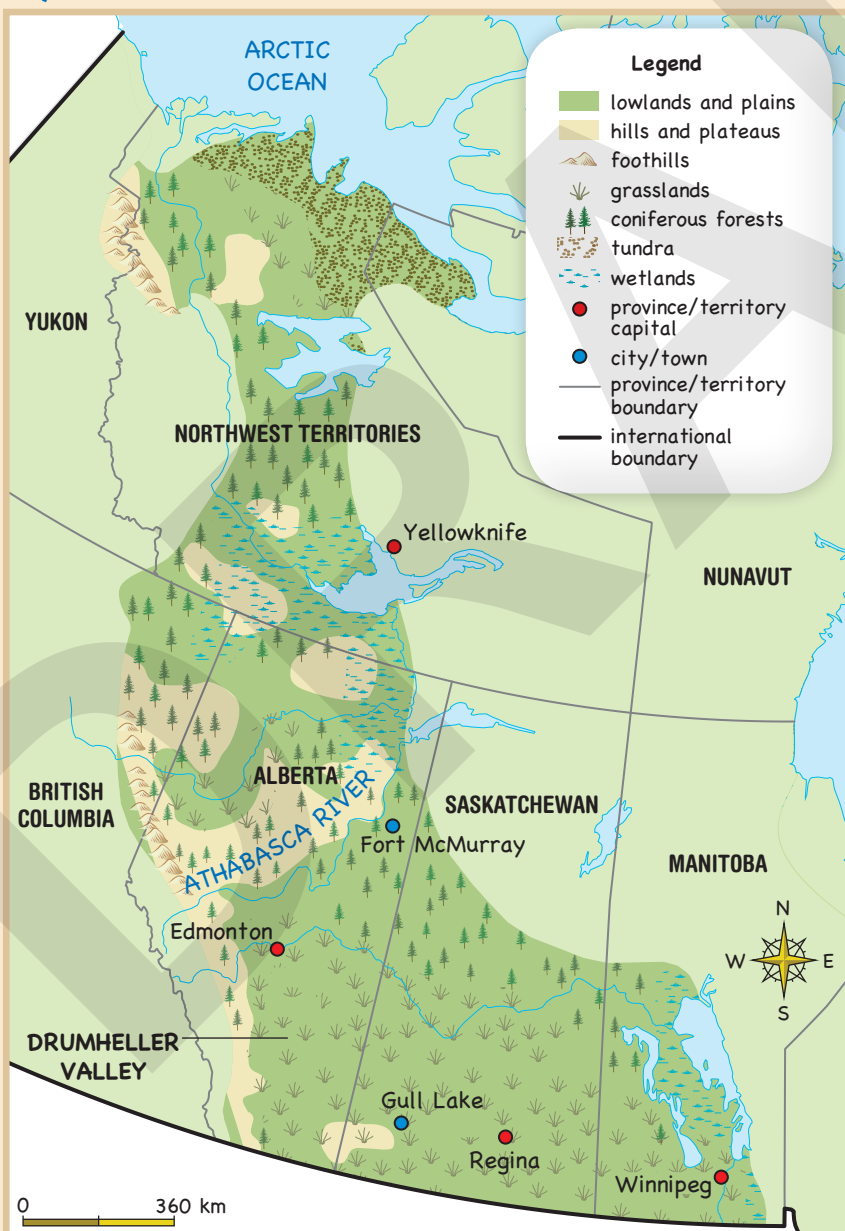 ARCTIC
OCEAN
Legend
lowlands and plains
hills and plateaus
foothills
grasslands
coniferous forests
tundra
wetlands
province/territory
capital
city/town
province/territory
boundary
international
boundary
YUKON
NORTHWEST TERRITORIES
Yellowknife
NUNAVUT
BRITISH
COLUMBIA
ALBERTA
ATHABASCA RIVER
SASKATCHEWAN
Fort McMurray
MANITOBA
Edmonton
N
W E
S
DRUMHELLER
VALLEY
Gull Lake
Regina
Winnipeg
0 360 km